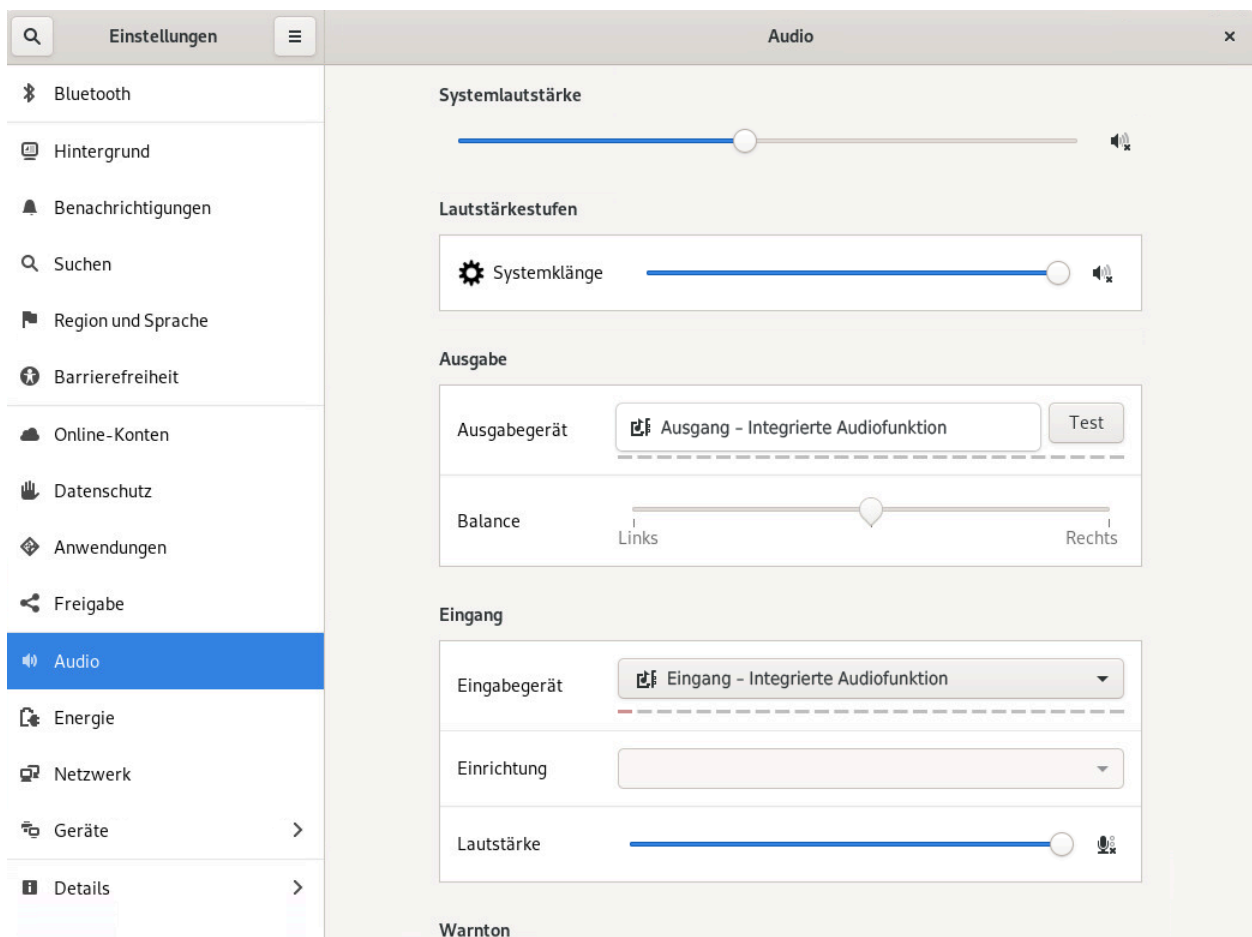 Einstellungen
Audio
Bluetooth
Hintergrund
Benachrichtigungen
Suchen
Region und Sprache
Barrierefreiheit
Online-Konten
Datenschutz
Anwendungen
Freigabe
Audio
Energie
Netzwerk
Geräte
Details
Systemlautstärke
Lautstärkestufen
Systemklänge
Ausgabe
Ausgabegerät
Ausgang – Integrierte Audiofunktion
Test
Balance
Links
Rechts
Eingang
Eingabegerät
Eingang – Integrierte Audiofunktion
Einrichtung
Lautstärke
Warnton